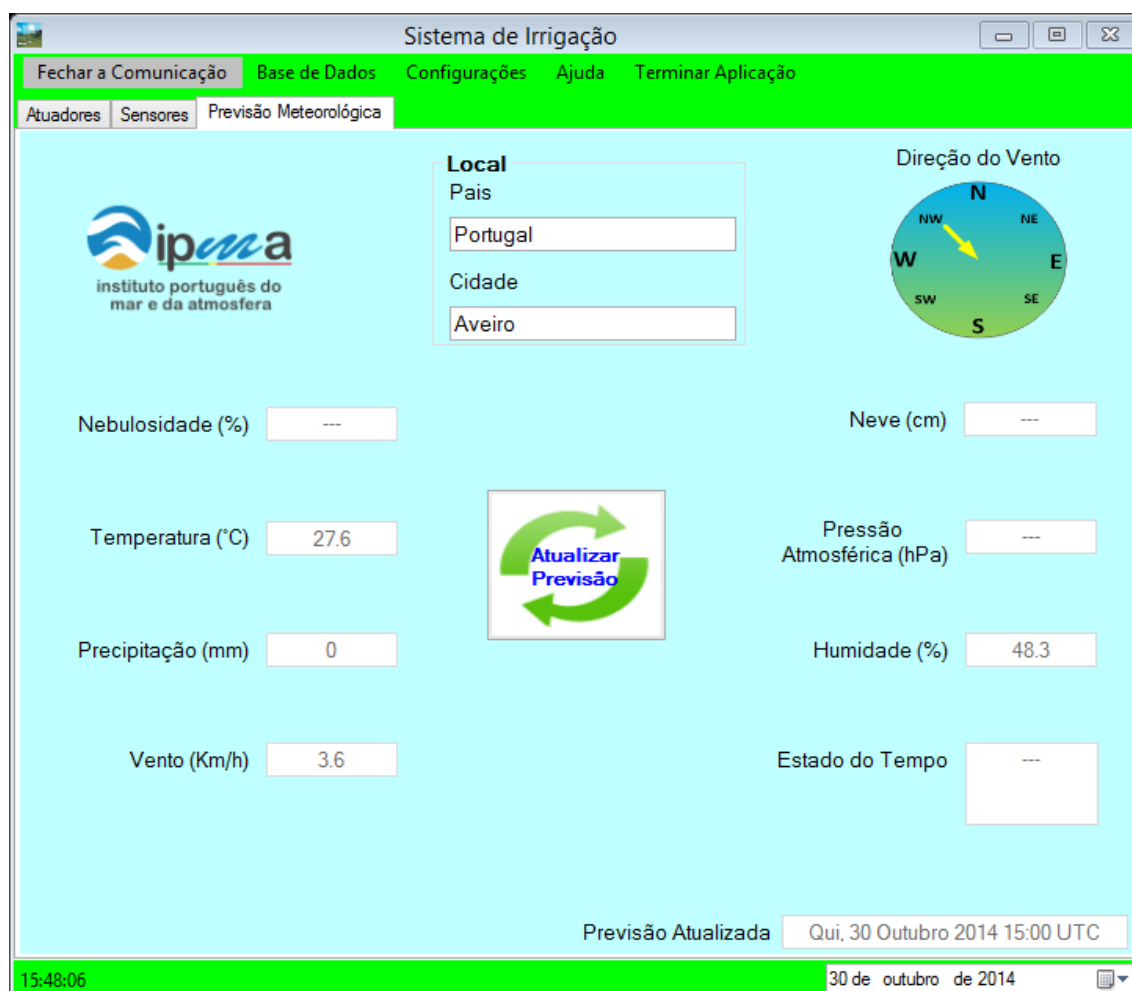 Sistema de Irrigação
Fechar a Comunicação Base de Dados Configurações Ajuda Terminar Aplicação
Atuadores Sensores Previsão Meteorológica
ipma
instituto português do
mar e da atmosfera
Local
Pais
Portugal
Cidade
Aveiro
Direção do Vento
N
NW NE
W E
SW SE
S
Nebulosidade (%) ---
Neve (cm) ---
Temperatura (°C) 27.6
Atualizar
Previsão
Pressão
Atmosférica (hPa) ---
Precipitação (mm) 0
Humidade (%) 48.3
Vento (Km/h) 3.6
Estado do Tempo ---
Previsão Atualizada Qui, 30 Outubro 2014 15:00 UTC
15:48:06 30 de outubro de 2014